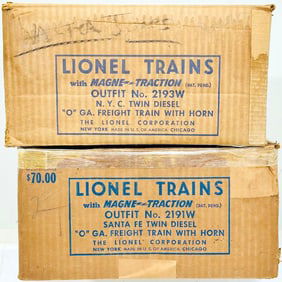 LIONEL TRAINS
with MAGNE-TRACTION (PAT. PEND.)
OUTFIT No. 2193W
N.Y.C. TWIN DIESEL
"O" GA. FREIGHT TRAIN WITH HORN
THE LIONEL CORPORATION
NEW YORK MADE IN U.S. OF AMERICA CHICAGO
$70.00
LIONEL TRAINS
with MAGNE-TRACTION (PAT. PEND.)
OUTFIT No. 2191W
SANTA FE TWIN DIESEL
"O" GA. FREIGHT TRAIN WITH HORN
THE LIONEL CORPORATION
NEW YORK MADE IN U.S. OF AMERICA CHICAGO